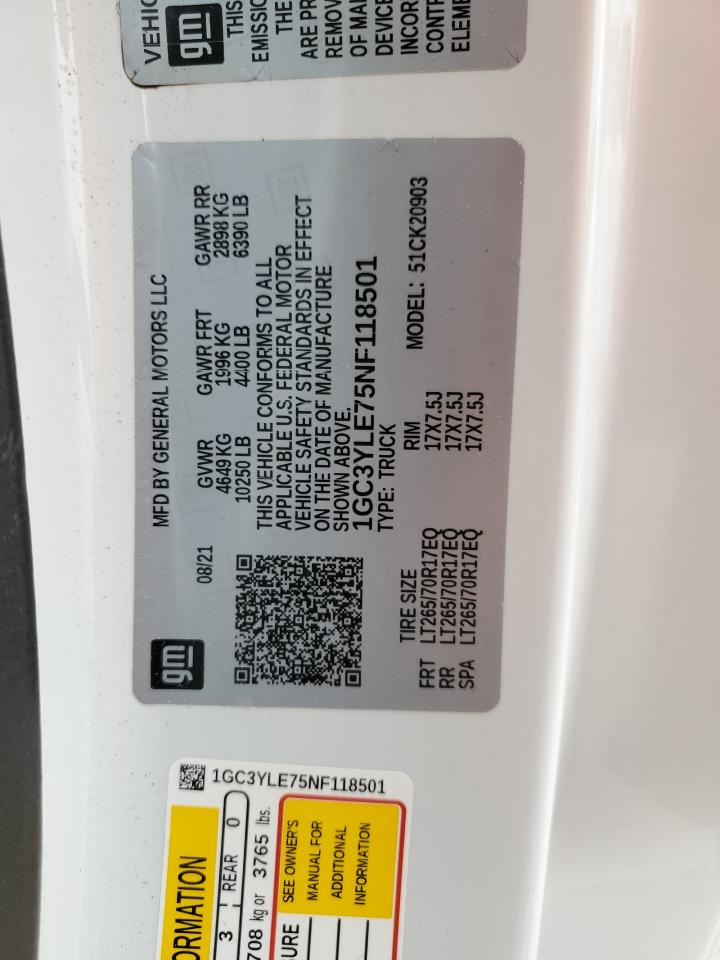 VEHIC
gm
THIS
EMISSIO
THE
ARE PR
REMOV
OF MAI
DEVICE
INCOR
CONTR
ELEME
gm
MFD BY GENERAL MOTORS LLC
08/21
GVWR GAWR FRT GAWR RR
4649 KG 1996 KG 2898 KG
10250 LB 4400 LB 6390 LB
THIS VEHICLE CONFORMS TO ALL
APPLICABLE U.S. FEDERAL MOTOR
VEHICLE SAFETY STANDARDS IN EFFECT
ON THE DATE OF MANUFACTURE
SHOWN ABOVE.
1GC3YLE75NF118501
TYPE: TRUCK MODEL: 51CK20903
TIRE SIZE RIM
FRT LT265/70R17EQ 17X7.5J
RR LT265/70R17EQ 17X7.5J
SPA LT265/70R17EQ 17X7.5J
1GC3YLE75NF118501
ORMATION
3 REAR 0
708 kg or 3765 lbs.
URE
SEE OWNER'S
MANUAL FOR
ADDITIONAL
INFORMATION